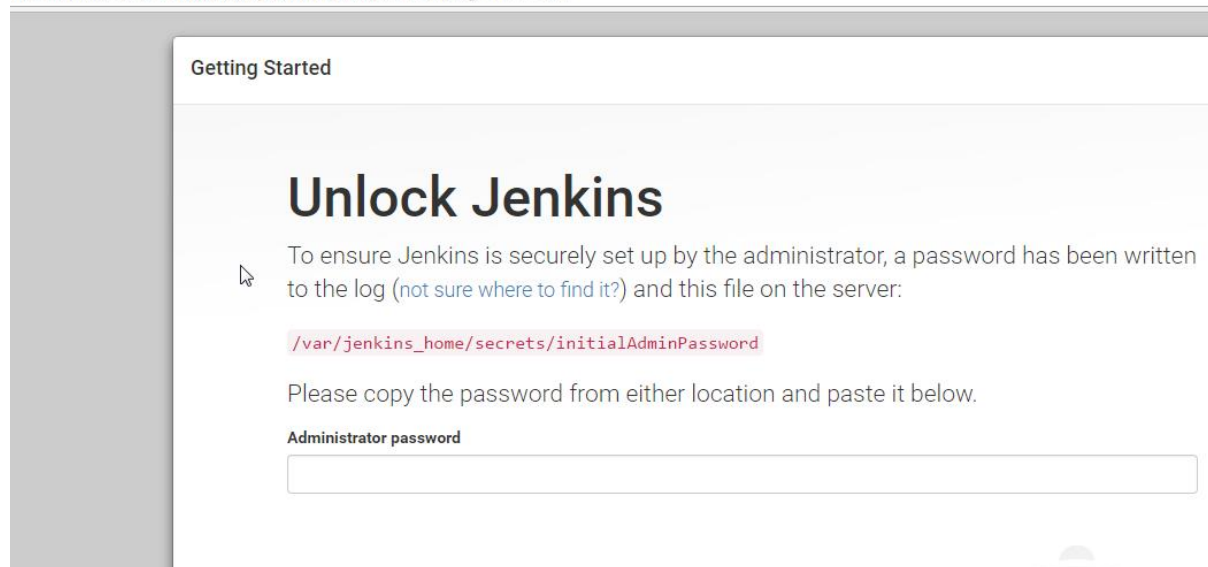 Getting Started
Unlock Jenkins
To ensure Jenkins is securely set up by the administrator, a password has been written
to the log (not sure where to find it?) and this file on the server:
/var/jenkins_home/secrets/initialAdminPassword
Please copy the password from either location and paste it below.
Administrator password